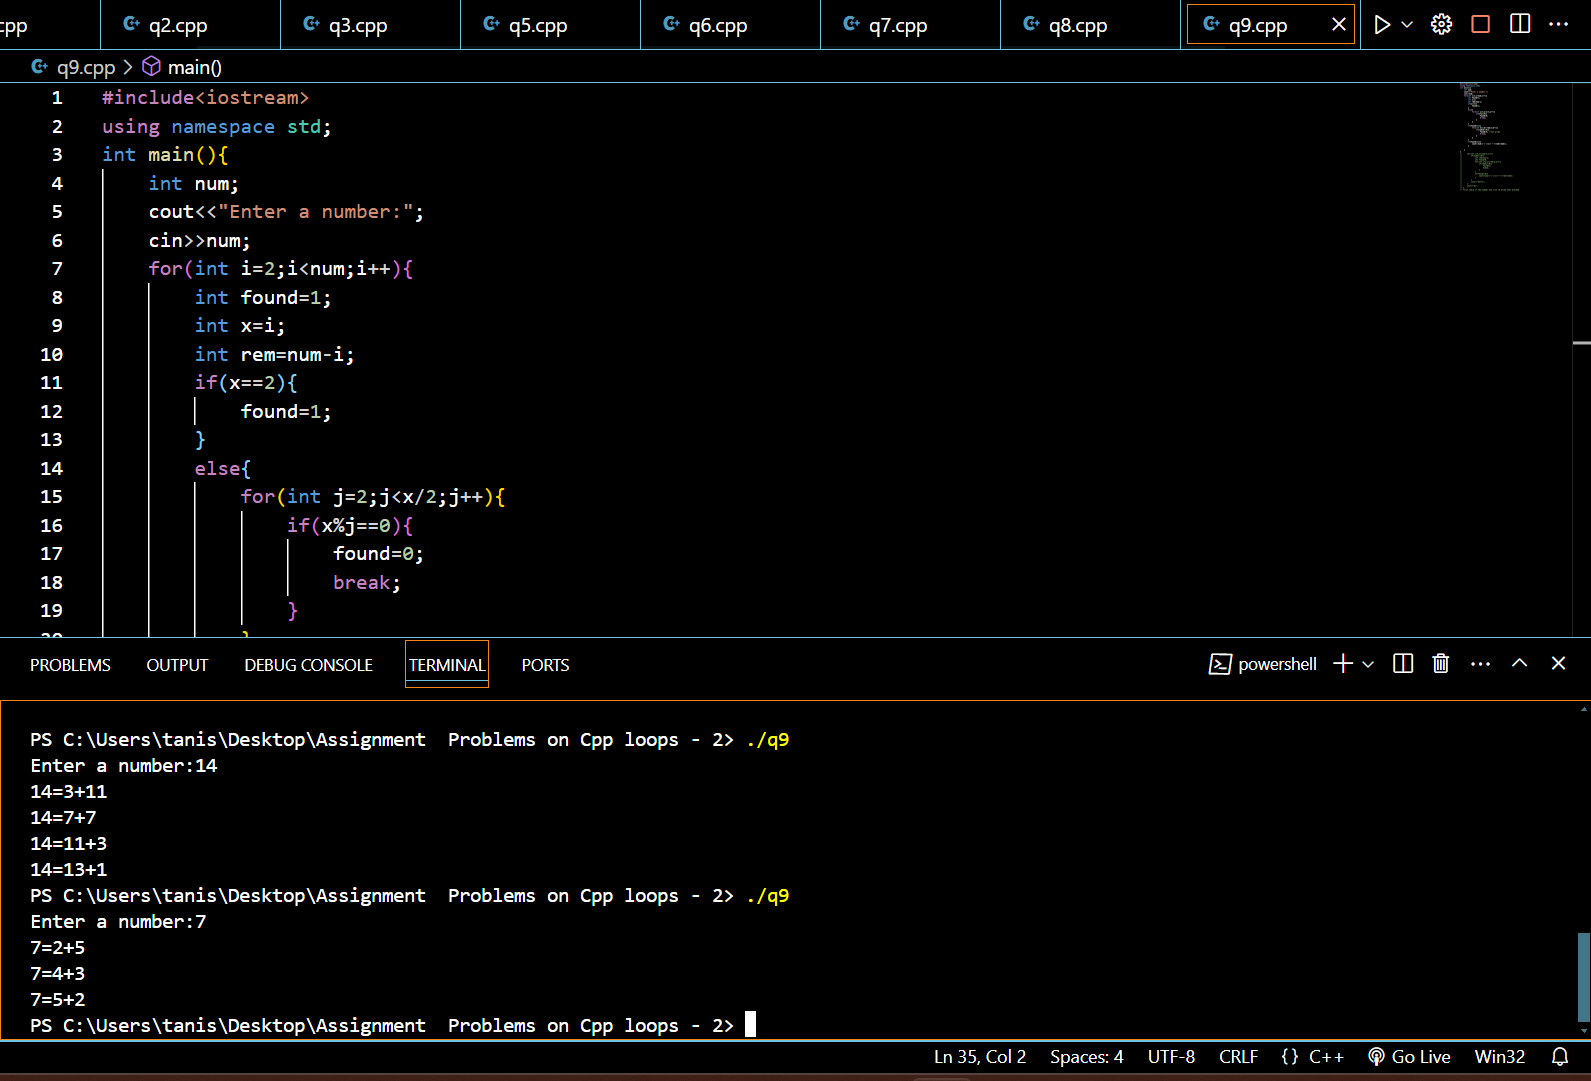 cpp q2.cpp q3.cpp q5.cpp q6.cpp q7.cpp q8.cpp q9.cpp
q9.cpp > main()
1 #include<iostream>
2 using namespace std;
3 int main(){
4 int num;
5 cout<<"Enter a number:";
6 cin>>num;
7 for(int i=2;i<num;i++){
8 int found=1;
9 int x=i;
10 int rem=num-i;
11 if(x==2){
12 found=1;
13 }
14 else{
15 for(int j=2;j<x/2;j++){
16 if(x%j==0){
17 found=0;
18 break;
19 }
20 }
PROBLEMS OUTPUT DEBUG CONSOLE TERMINAL PORTS powershell
PS C:\Users\tanis\Desktop\Assignment  Problems on Cpp loops - 2> ./q9
Enter a number:14
14=3+11
14=7+7
14=11+3
14=13+1
PS C:\Users\tanis\Desktop\Assignment  Problems on Cpp loops - 2> ./q9
Enter a number:7
7=2+5
7=4+3
7=5+2
PS C:\Users\tanis\Desktop\Assignment  Problems on Cpp loops - 2>
Ln 35, Col 2 Spaces: 4 UTF-8 CRLF {} C++ Go Live Win32